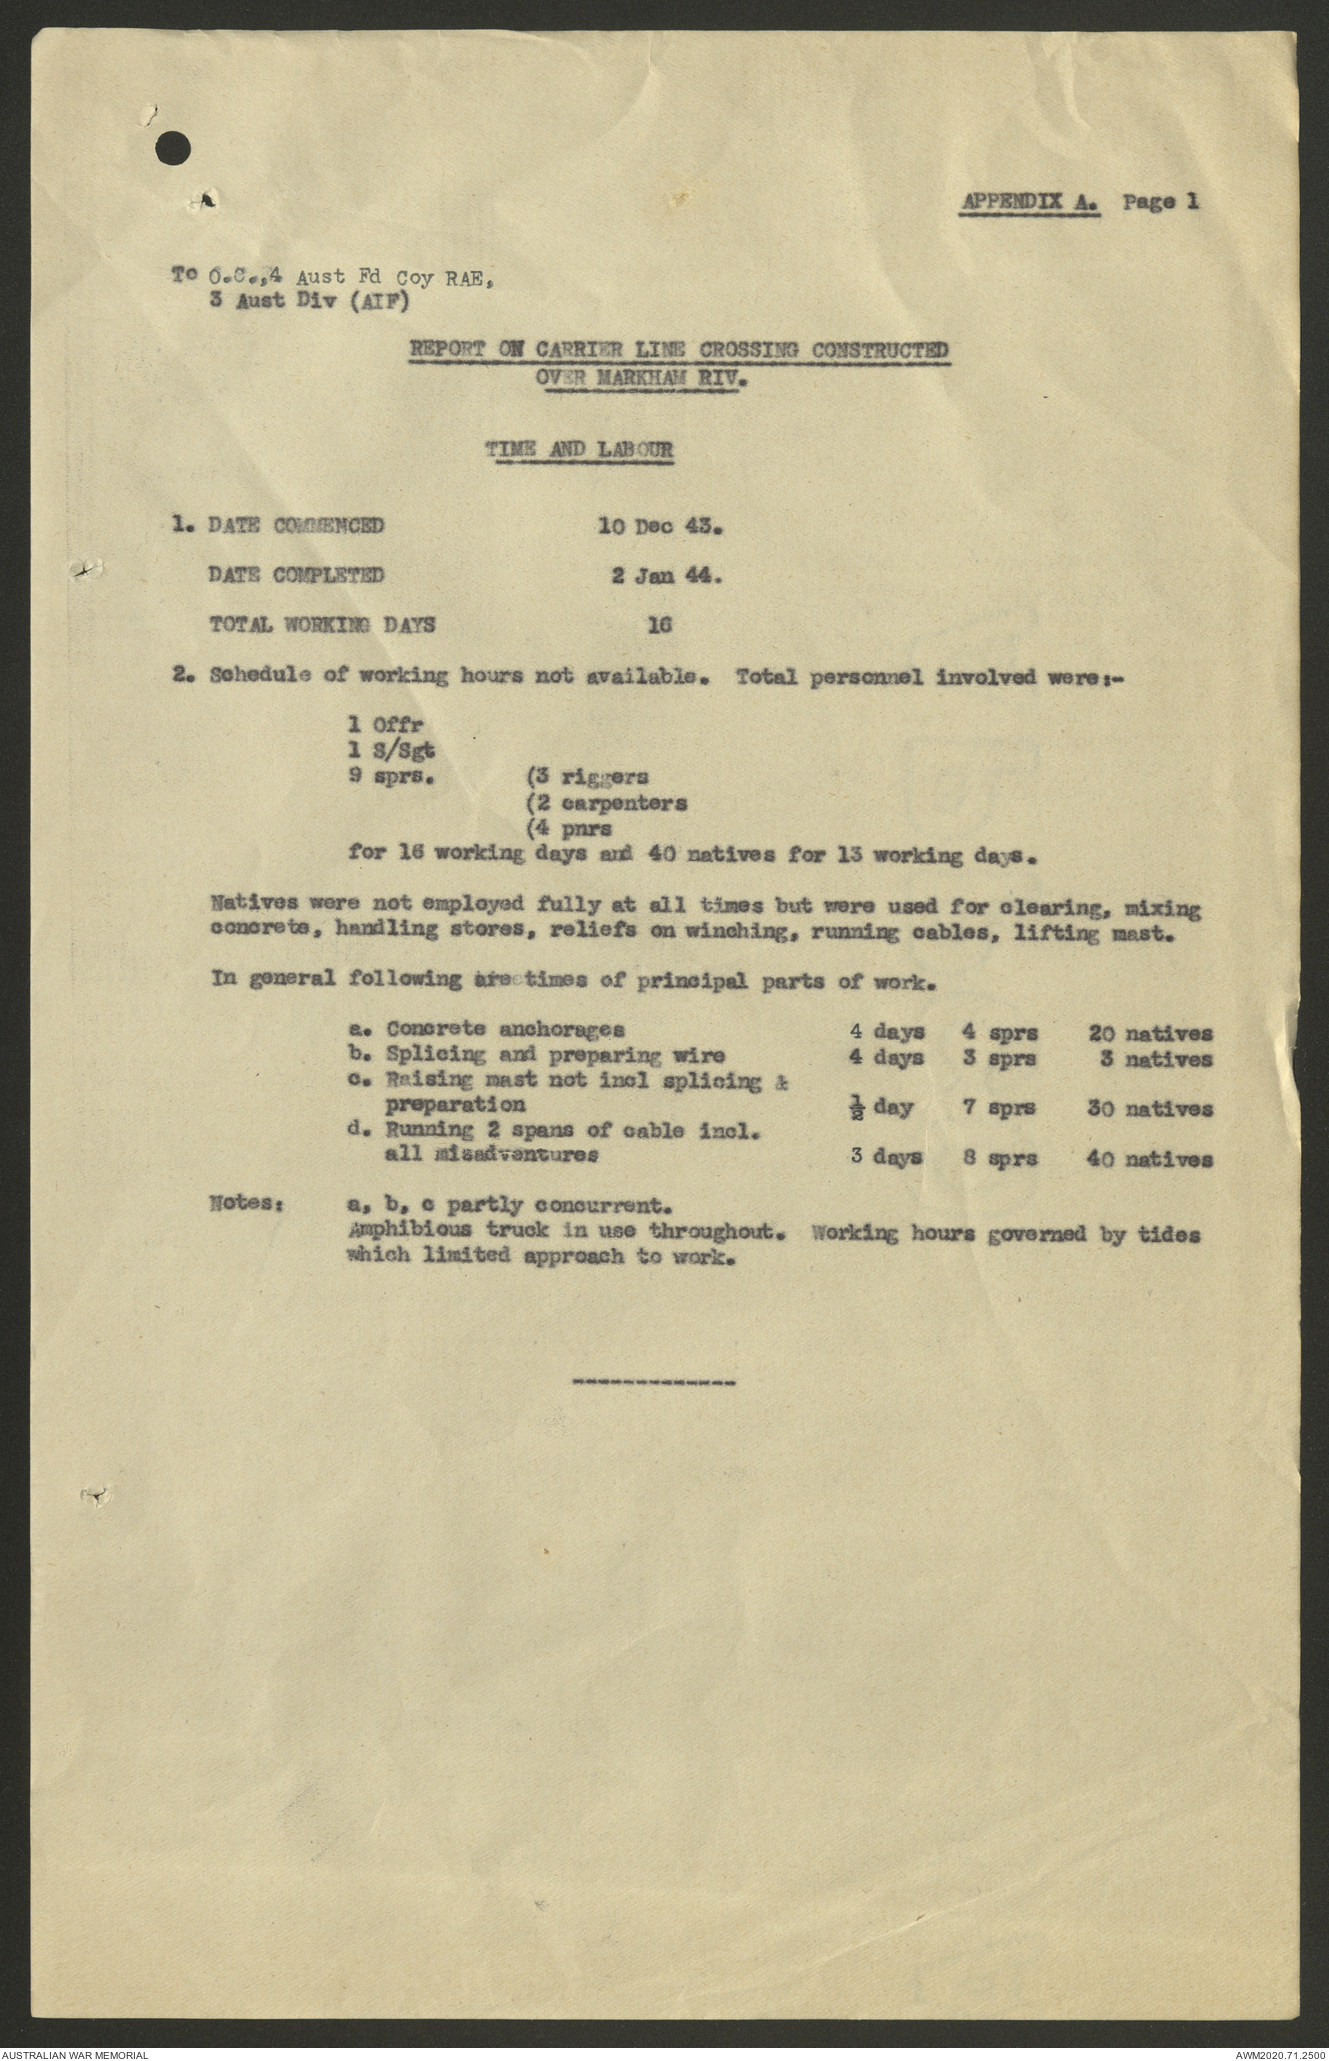 APPENDIX A. Page 1
To O.C.,4 Aust Fd Coy RAE,
3 Aust Div (AIF)
REPORT ON CARRIER LINE CROSSING CONSTRUCTED
OVER MARKHAM RIV.
TIME AND LABOUR
1. DATE COMMENCED 10 Dec 43.
DATE COMPLETED 2 Jan 44.
TOTAL WORKING DAYS 16
2. Schedule of working hours not available. Total personnel involved were:-
1 Offr
1 S/Sgt
9 sprs. (3 riggers
(2 carpenters
(4 pnrs
for 16 working days and 40 natives for 13 working days.
Natives were not employed fully at all times but were used for clearing, mixing
concrete, handling stores, reliefs on winching, running cables, lifting mast.
In general following are times of principal parts of work.
a. Concrete anchorages 4 days 4 sprs 20 natives
b. Splicing and preparing wire 4 days 3 sprs 3 natives
c. Raising mast not incl splicing &
preparation ½ day 7 sprs 30 natives
d. Running 2 spans of cable incl.
all misadventures 3 days 8 sprs 40 natives
Notes: a, b, c partly concurrent.
Amphibious truck in use throughout. Working hours governed by tides
which limited approach to work.
-------------
AUSTRALIAN WAR MEMORIAL AWM2020.71.2500